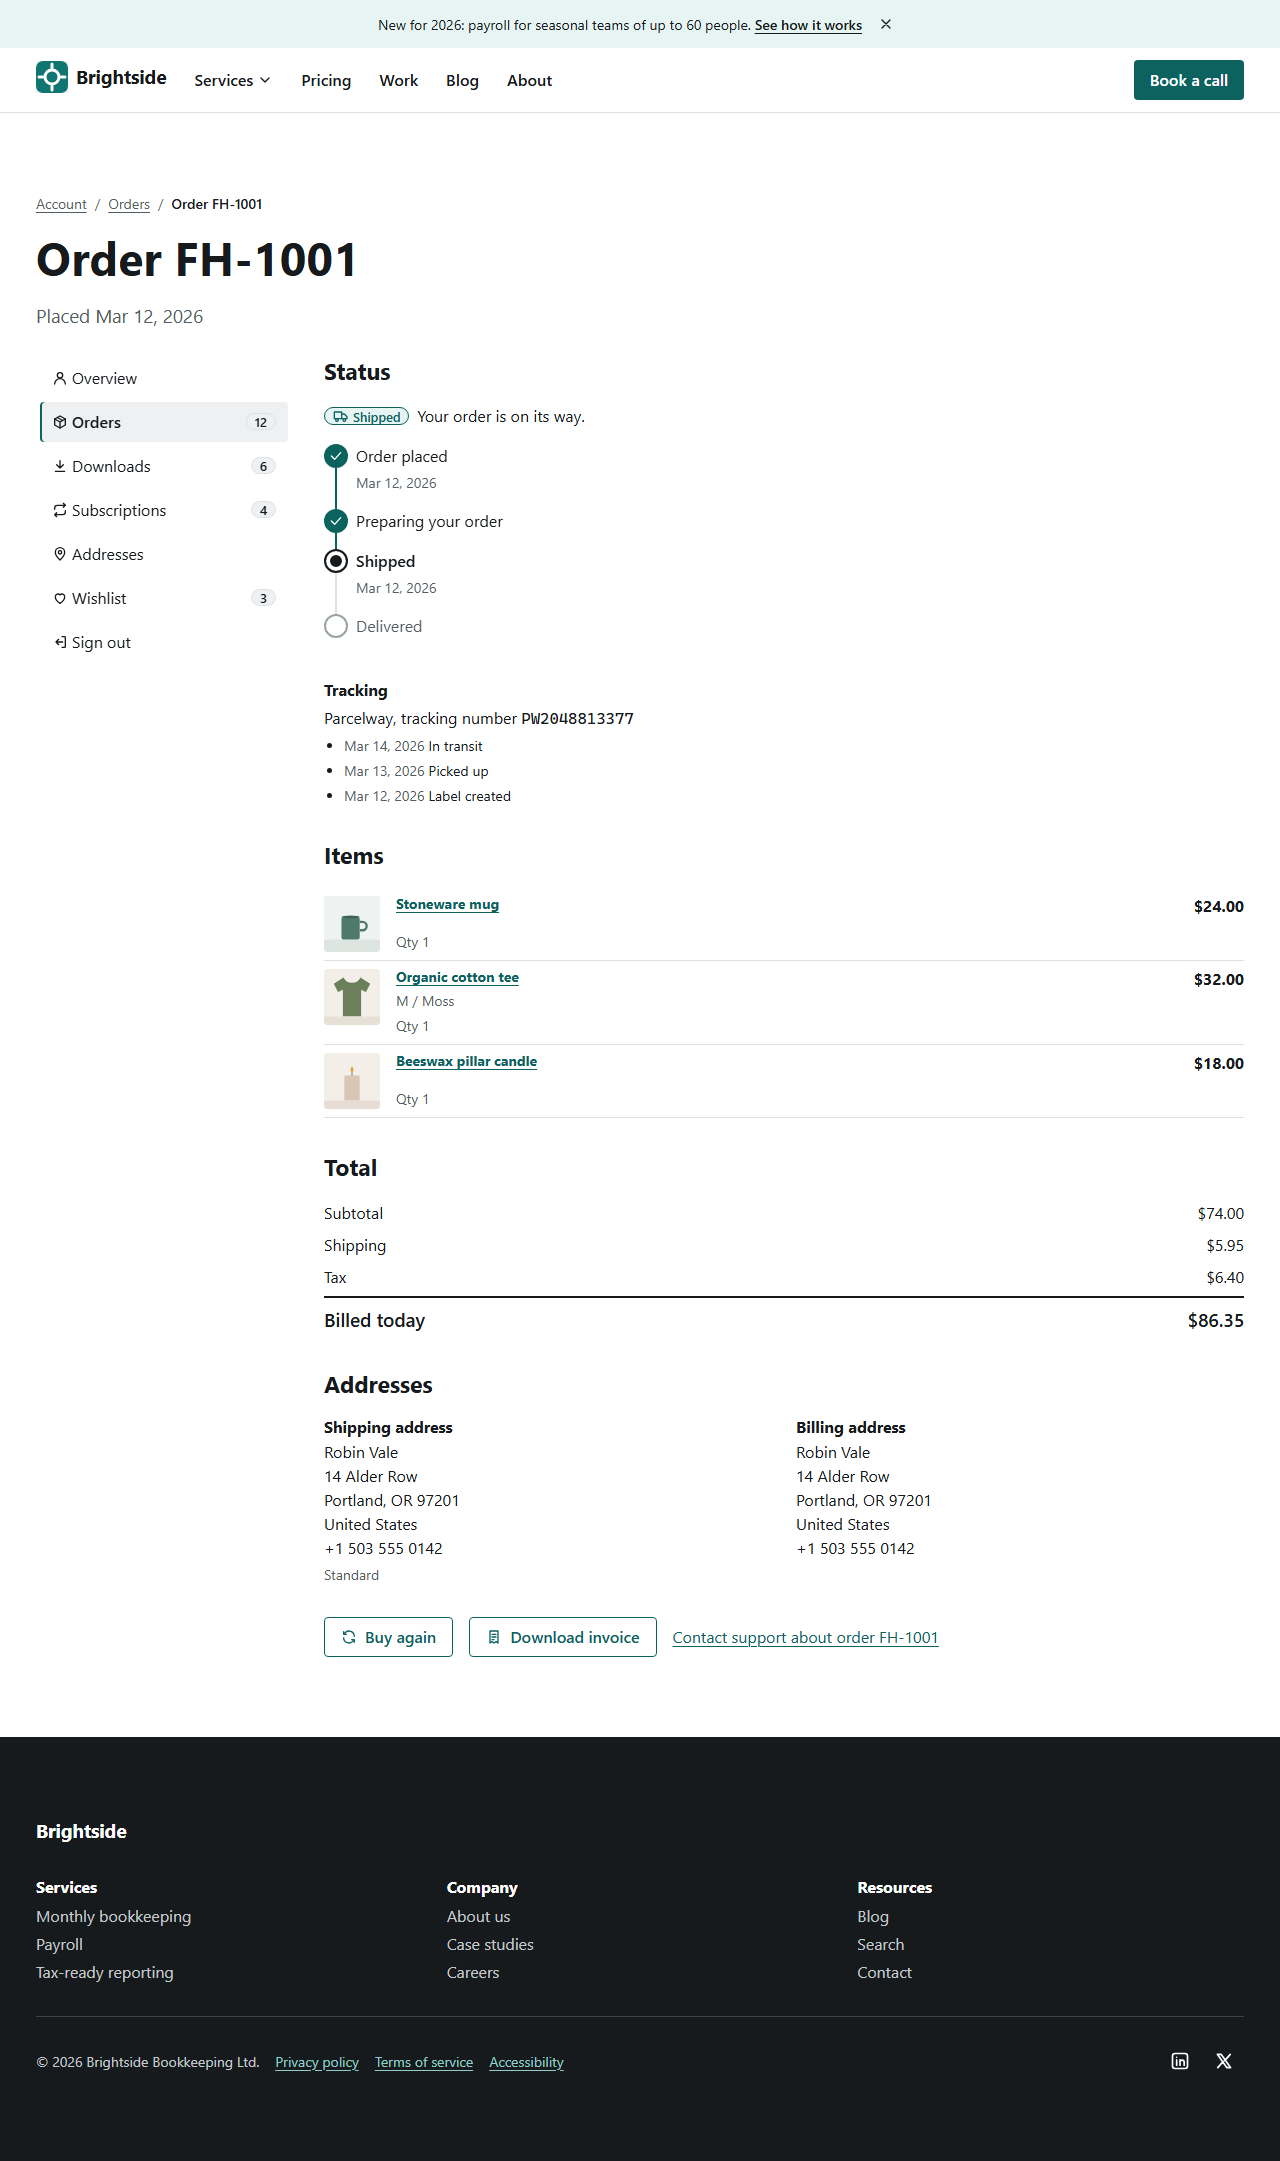 New for 2026: payroll for seasonal teams of up to 60 people. See how it works
Brightside
Services
Pricing
Work
Blog
About
Book a call
Account / Orders / Order FH-1001
Order FH-1001
Placed Mar 12, 2026
Overview
Orders 12
Downloads 6
Subscriptions 4
Addresses
Wishlist 3
Sign out
Status
Shipped Your order is on its way.
Order placed
Mar 12, 2026
Preparing your order
Shipped
Mar 12, 2026
Delivered
Tracking
Parcelway, tracking number PW2048813377
Mar 14, 2026 In transit
Mar 13, 2026 Picked up
Mar 12, 2026 Label created
Items
Stoneware mug $24.00
Qty 1
Organic cotton tee $32.00
M / Moss
Qty 1
Beeswax pillar candle $18.00
Qty 1
Total
Subtotal $74.00
Shipping $5.95
Tax $6.40
Billed today $86.35
Addresses
Shipping address
Robin Vale
14 Alder Row
Portland, OR 97201
United States
+1 503 555 0142
Standard
Billing address
Robin Vale
14 Alder Row
Portland, OR 97201
United States
+1 503 555 0142
Buy again
Download invoice
Contact support about order FH-1001
Brightside
Services
Monthly bookkeeping
Payroll
Tax-ready reporting
Company
About us
Case studies
Careers
Resources
Blog
Search
Contact
© 2026 Brightside Bookkeeping Ltd. Privacy policy Terms of service Accessibility